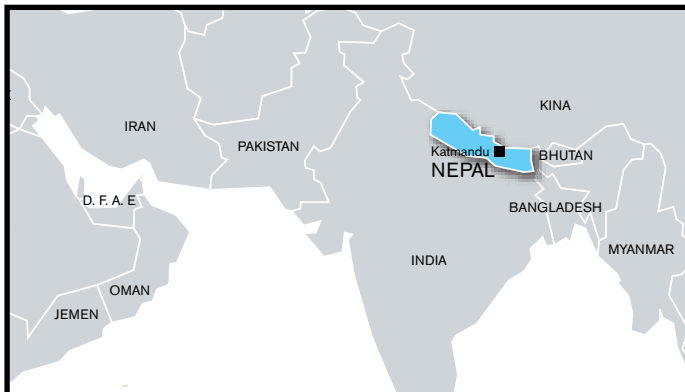 KINA
IRAN
PAKISTAN
Katmandu
BHUTAN
NEPAL
D. F. A. E
BANGLADESH
MYANMAR
INDIA
OMAN
JEMEN